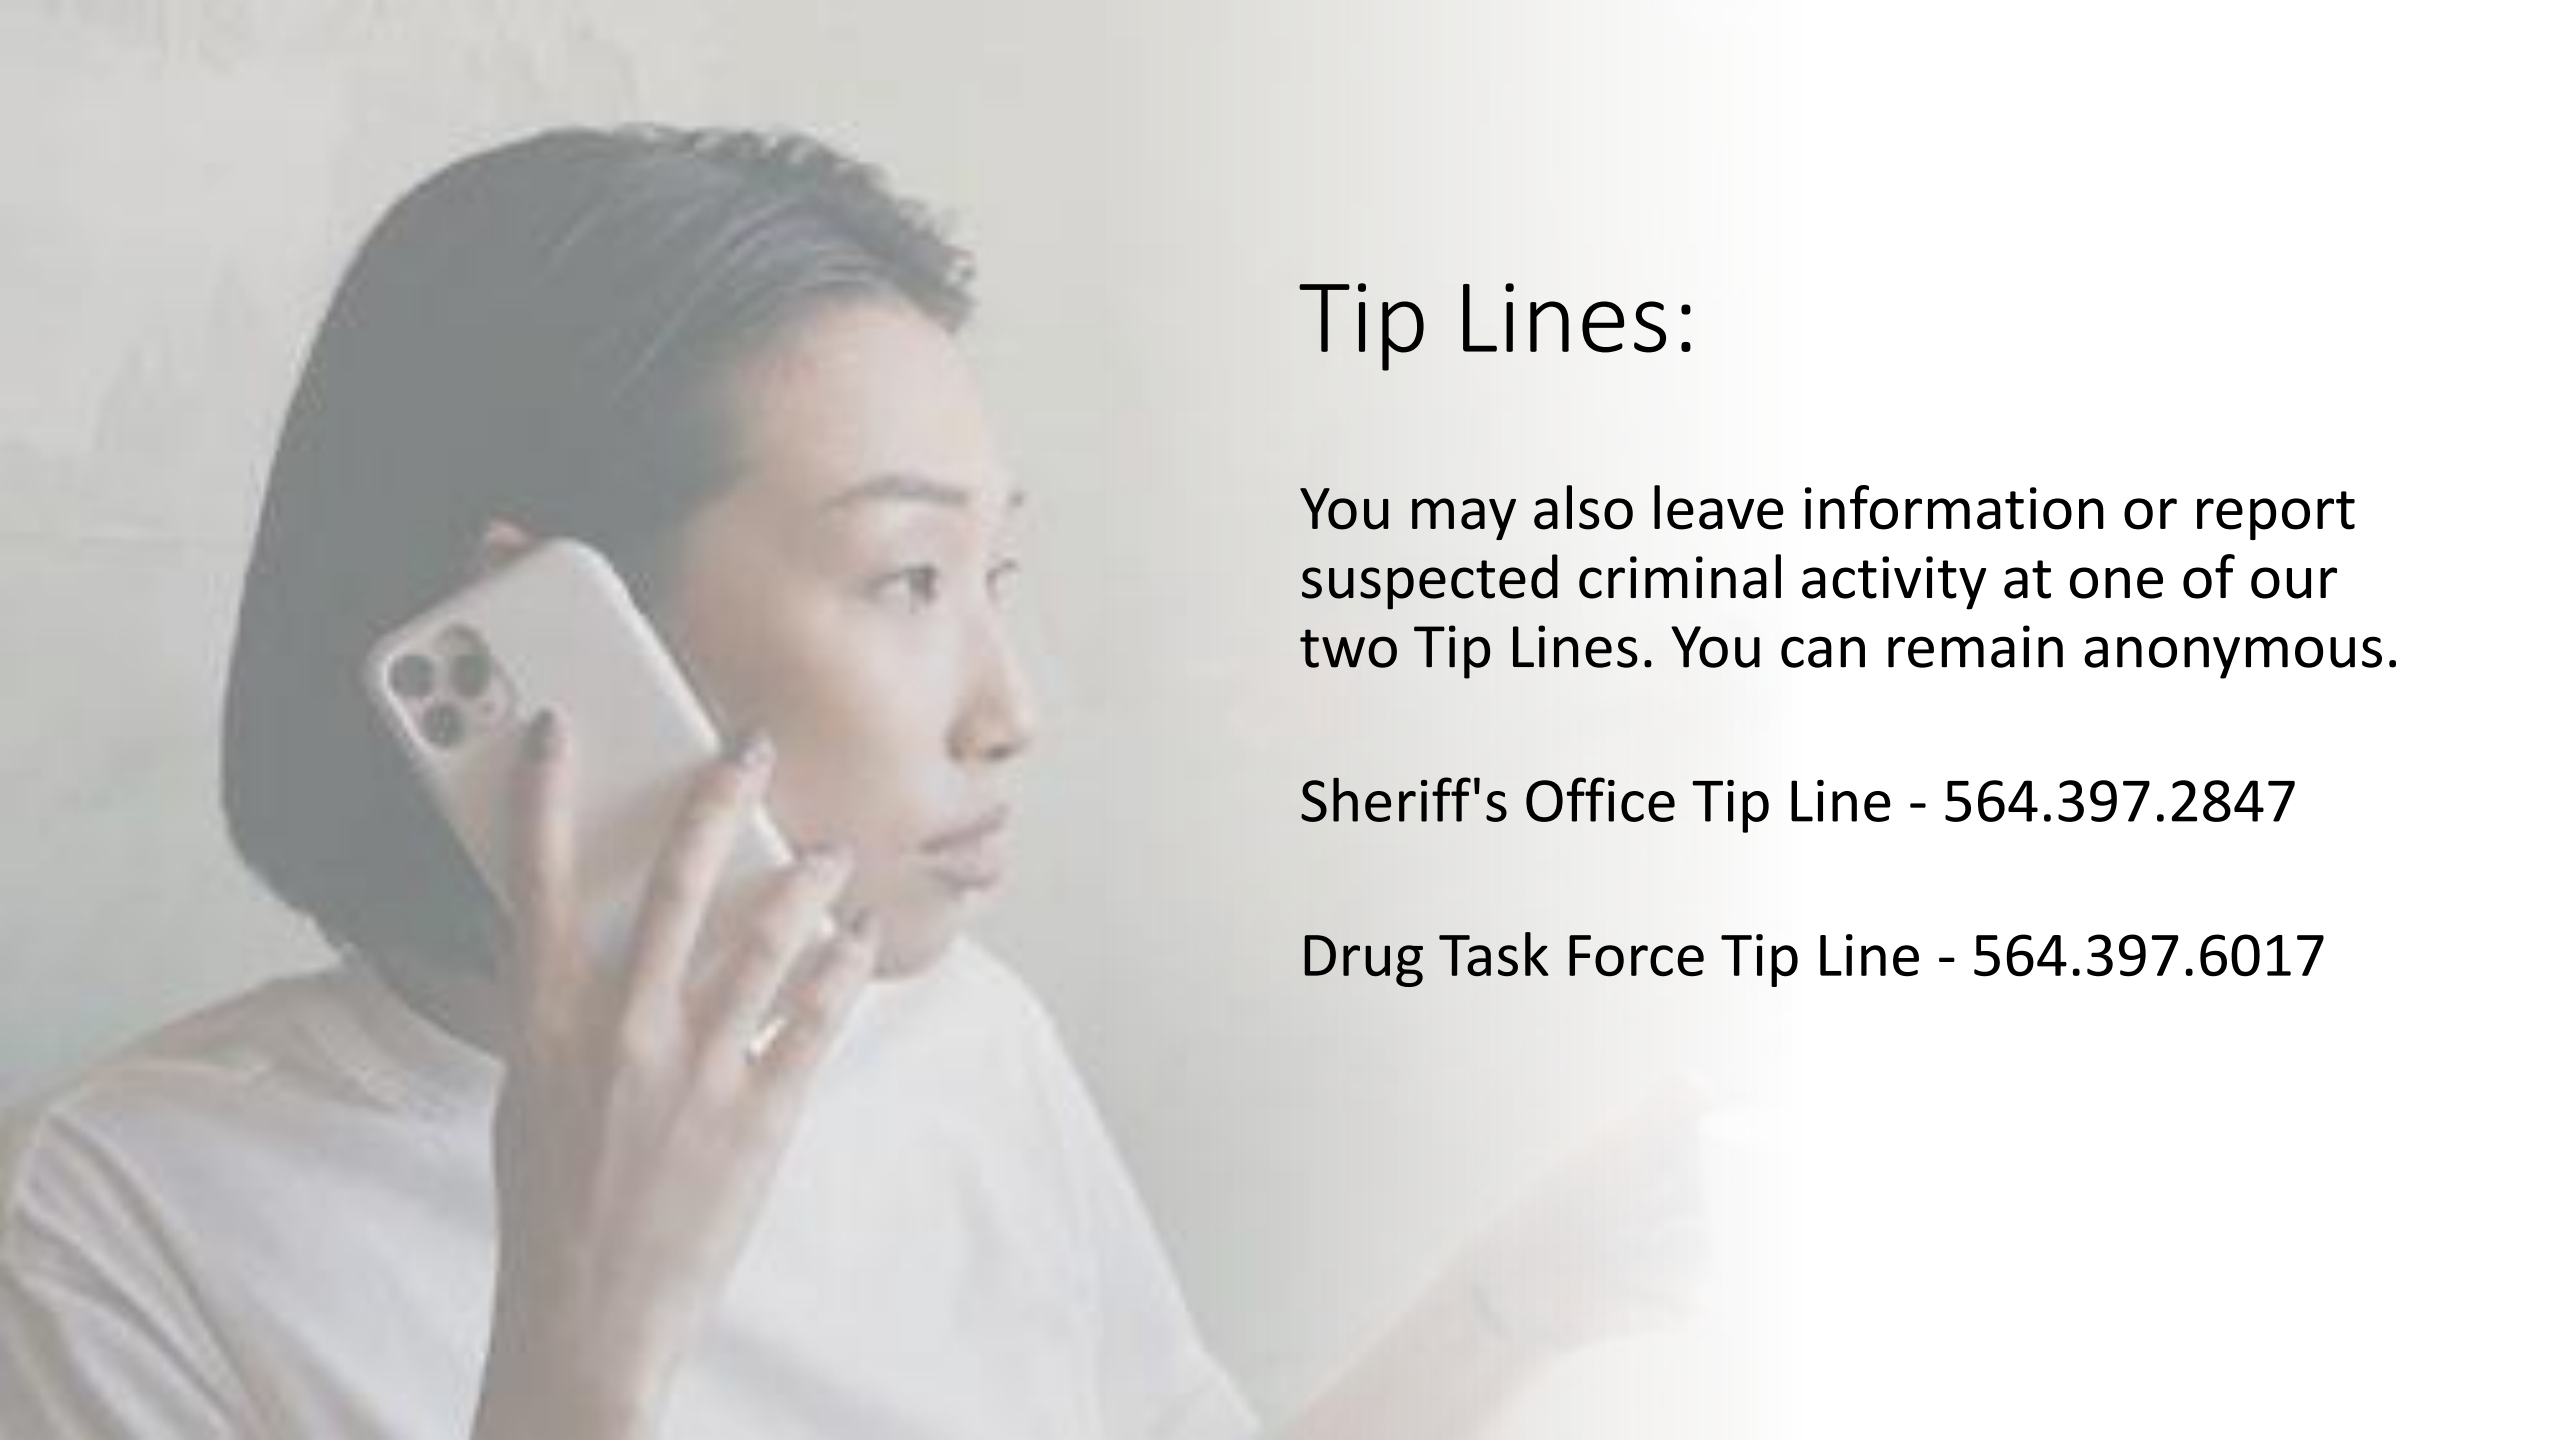 Tip Lines:
You may also leave information or report
suspected criminal activity at one of our
two Tip Lines. You can remain anonymous.
Sheriff's Office Tip Line - 564.397.2847
Drug Task Force Tip Line - 564.397.6017